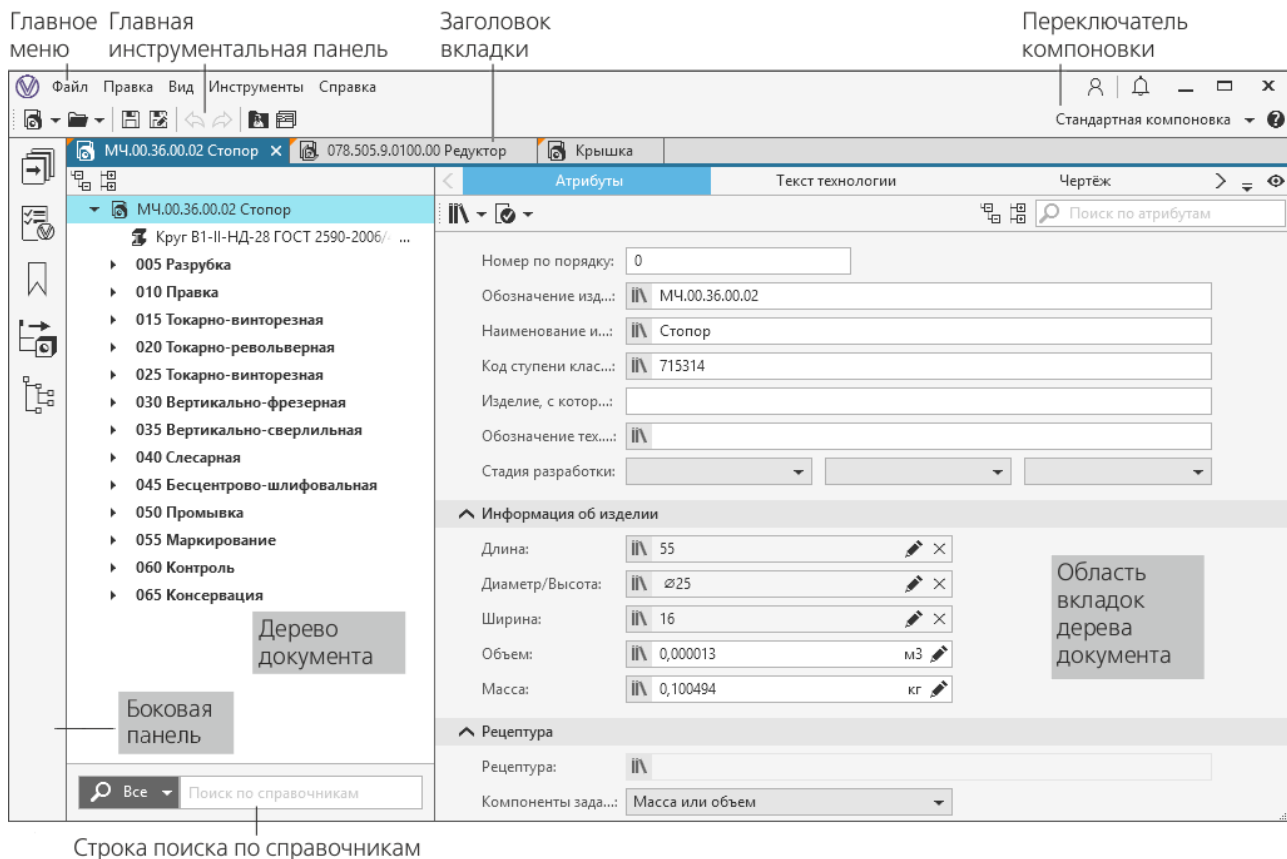 Главное меню
Главная инструментальная панель
Заголовок вкладки
Переключатель компоновки
Файл Правка Вид Инструменты Справка
Стандартная компоновка
МЧ.00.36.00.02 Стопор
078.505.9.0100.00 Редуктор
Крышка
Атрибуты
Текст технологии
Чертёж
МЧ.00.36.00.02 Стопор
Круг В1-II-НД-28 ГОСТ 2590-2006/ ...
005 Разрубка
010 Правка
015 Токарно-винторезная
020 Токарно-револьверная
025 Токарно-винторезная
030 Вертикально-фрезерная
035 Вертикально-сверлильная
040 Слесарная
045 Бесцентрово-шлифовальная
050 Промывка
055 Маркирование
060 Контроль
065 Консервация
Дерево
документа
Боковая
панель
Все
Поиск по справочникам
Поиск по атрибутам
Номер по порядку: 0
Обозначение изд...: МЧ.00.36.00.02
Наименование и...: Стопор
Код ступени клас...: 715314
Изделие, с котор...:
Обозначение тех....:
Стадия разработки:
Информация об изделии
Длина: 55
Диаметр/Высота: ⌀25
Ширина: 16
Объем: 0,000013 м3
Масса: 0,100494 кг
Область
вкладок
дерева
документа
Рецептура
Рецептура:
Компоненты зада...: Масса или объем
Строка поиска по справочникам